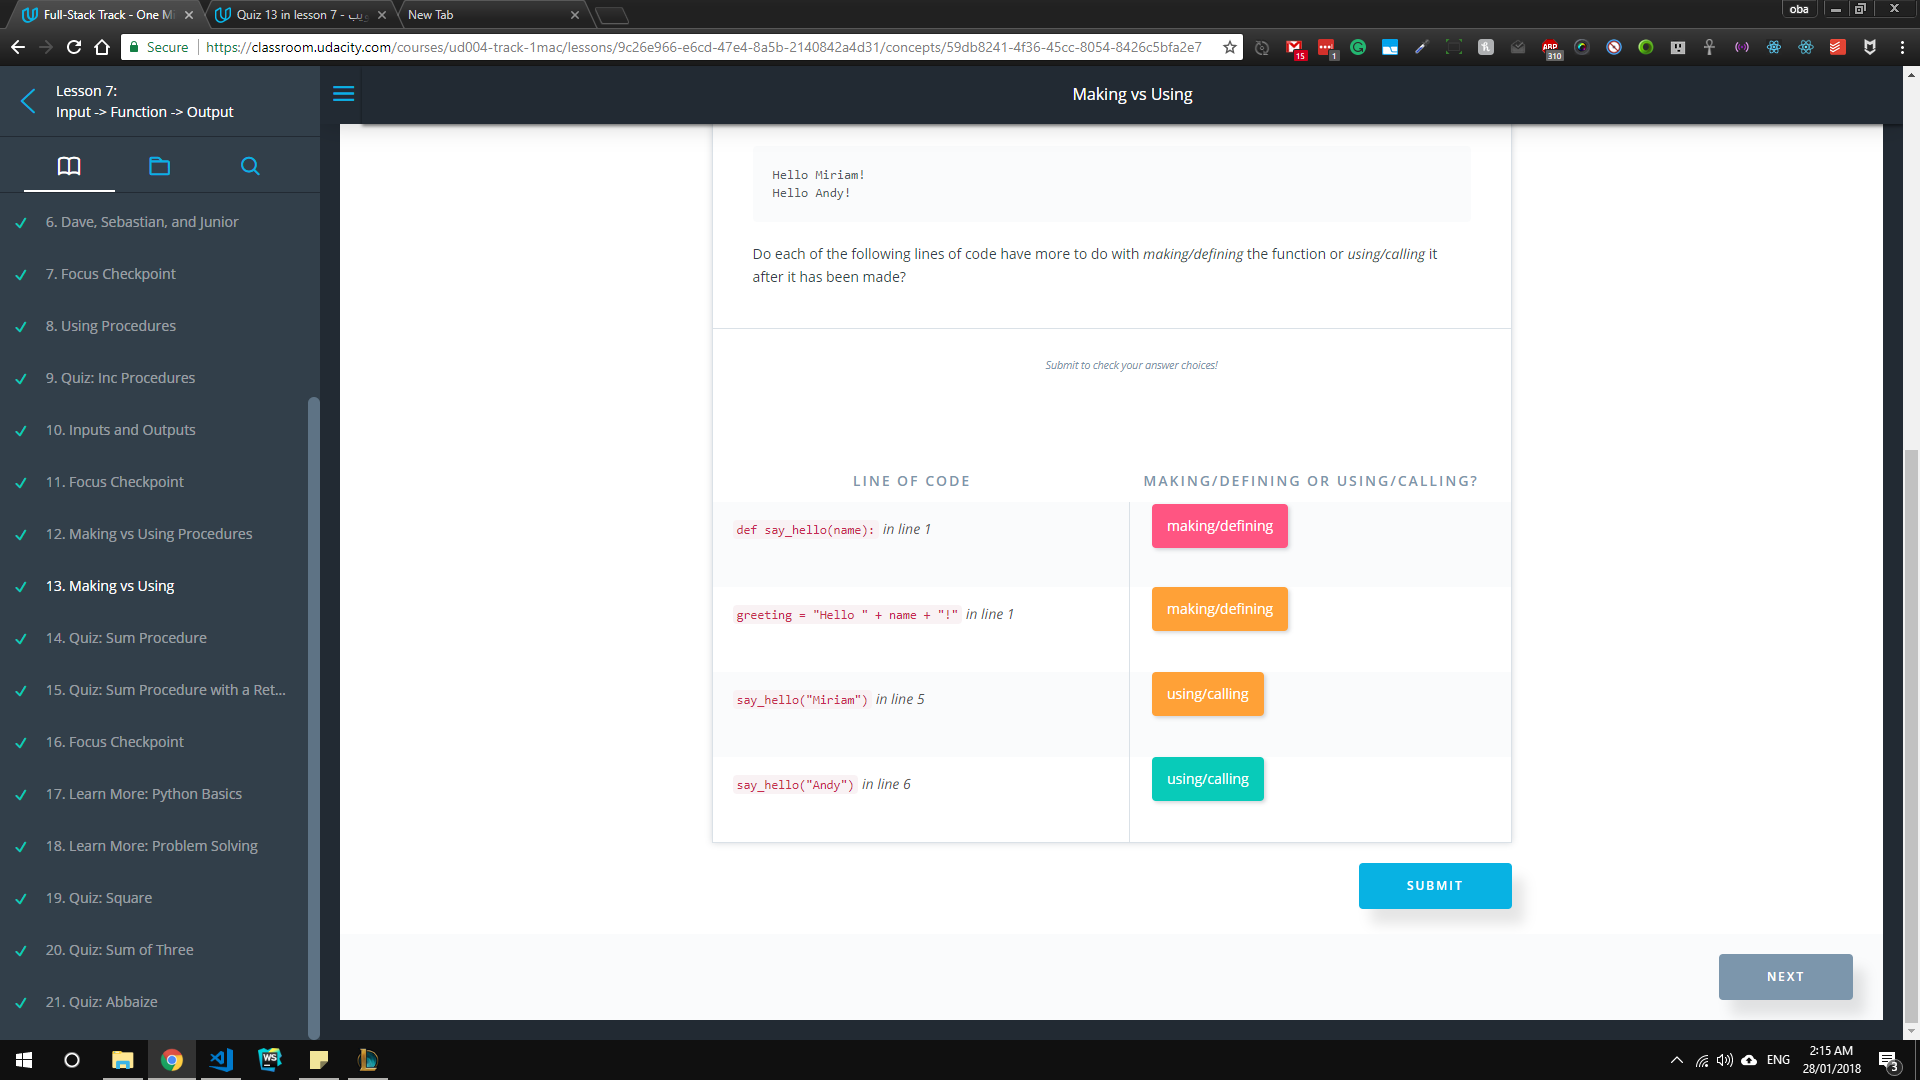 Full-Stack Track - One M
Quiz 13 in lesson 7 -
New Tab
oba
Secure
https://classroom.udacity.com/courses/ud004-track-1mac/lessons/9c26e966-e6cd-47e4-8a5b-2140842a4d31/concepts/59db8241-4f36-45cc-8054-8426c5bfa2e7
15
1
ABP
310
Lesson 7:
Input -> Function -> Output
Making vs Using
6. Dave, Sebastian, and Junior
7. Focus Checkpoint
8. Using Procedures
9. Quiz: Inc Procedures
10. Inputs and Outputs
11. Focus Checkpoint
12. Making vs Using Procedures
13. Making vs Using
14. Quiz: Sum Procedure
15. Quiz: Sum Procedure with a Ret...
16. Focus Checkpoint
17. Learn More: Python Basics
18. Learn More: Problem Solving
19. Quiz: Square
20. Quiz: Sum of Three
21. Quiz: Abbaize
Hello Miriam!
Hello Andy!
Do each of the following lines of code have more to do with making/defining the function or using/calling it
after it has been made?
Submit to check your answer choices!
LINE OF CODE
MAKING/DEFINING OR USING/CALLING?
def say_hello(name): in line 1
making/defining
greeting = "Hello " + name + "!" in line 1
making/defining
say_hello("Miriam") in line 5
using/calling
say_hello("Andy") in line 6
using/calling
SUBMIT
NEXT
WS
ENG
2:15 AM
28/01/2018
3